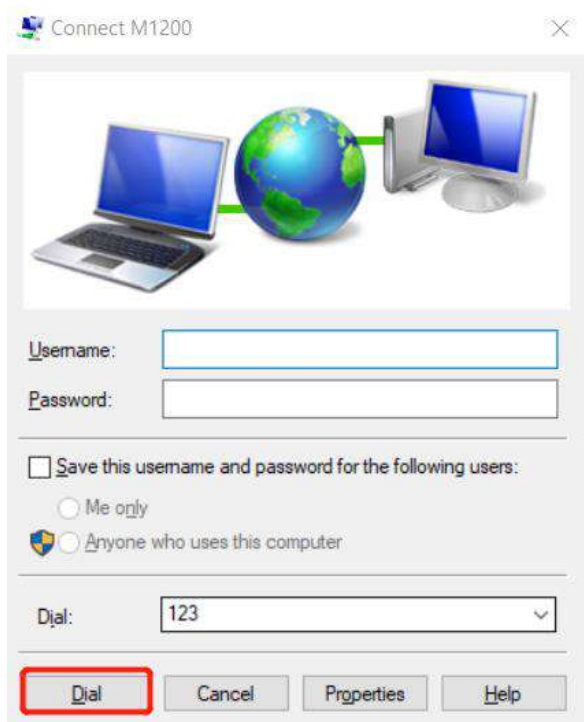 Connect M1200
Username:
Password:
Save this username and password for the following users:
Me only
Anyone who uses this computer
Dial:
123
Dial Cancel Properties Help